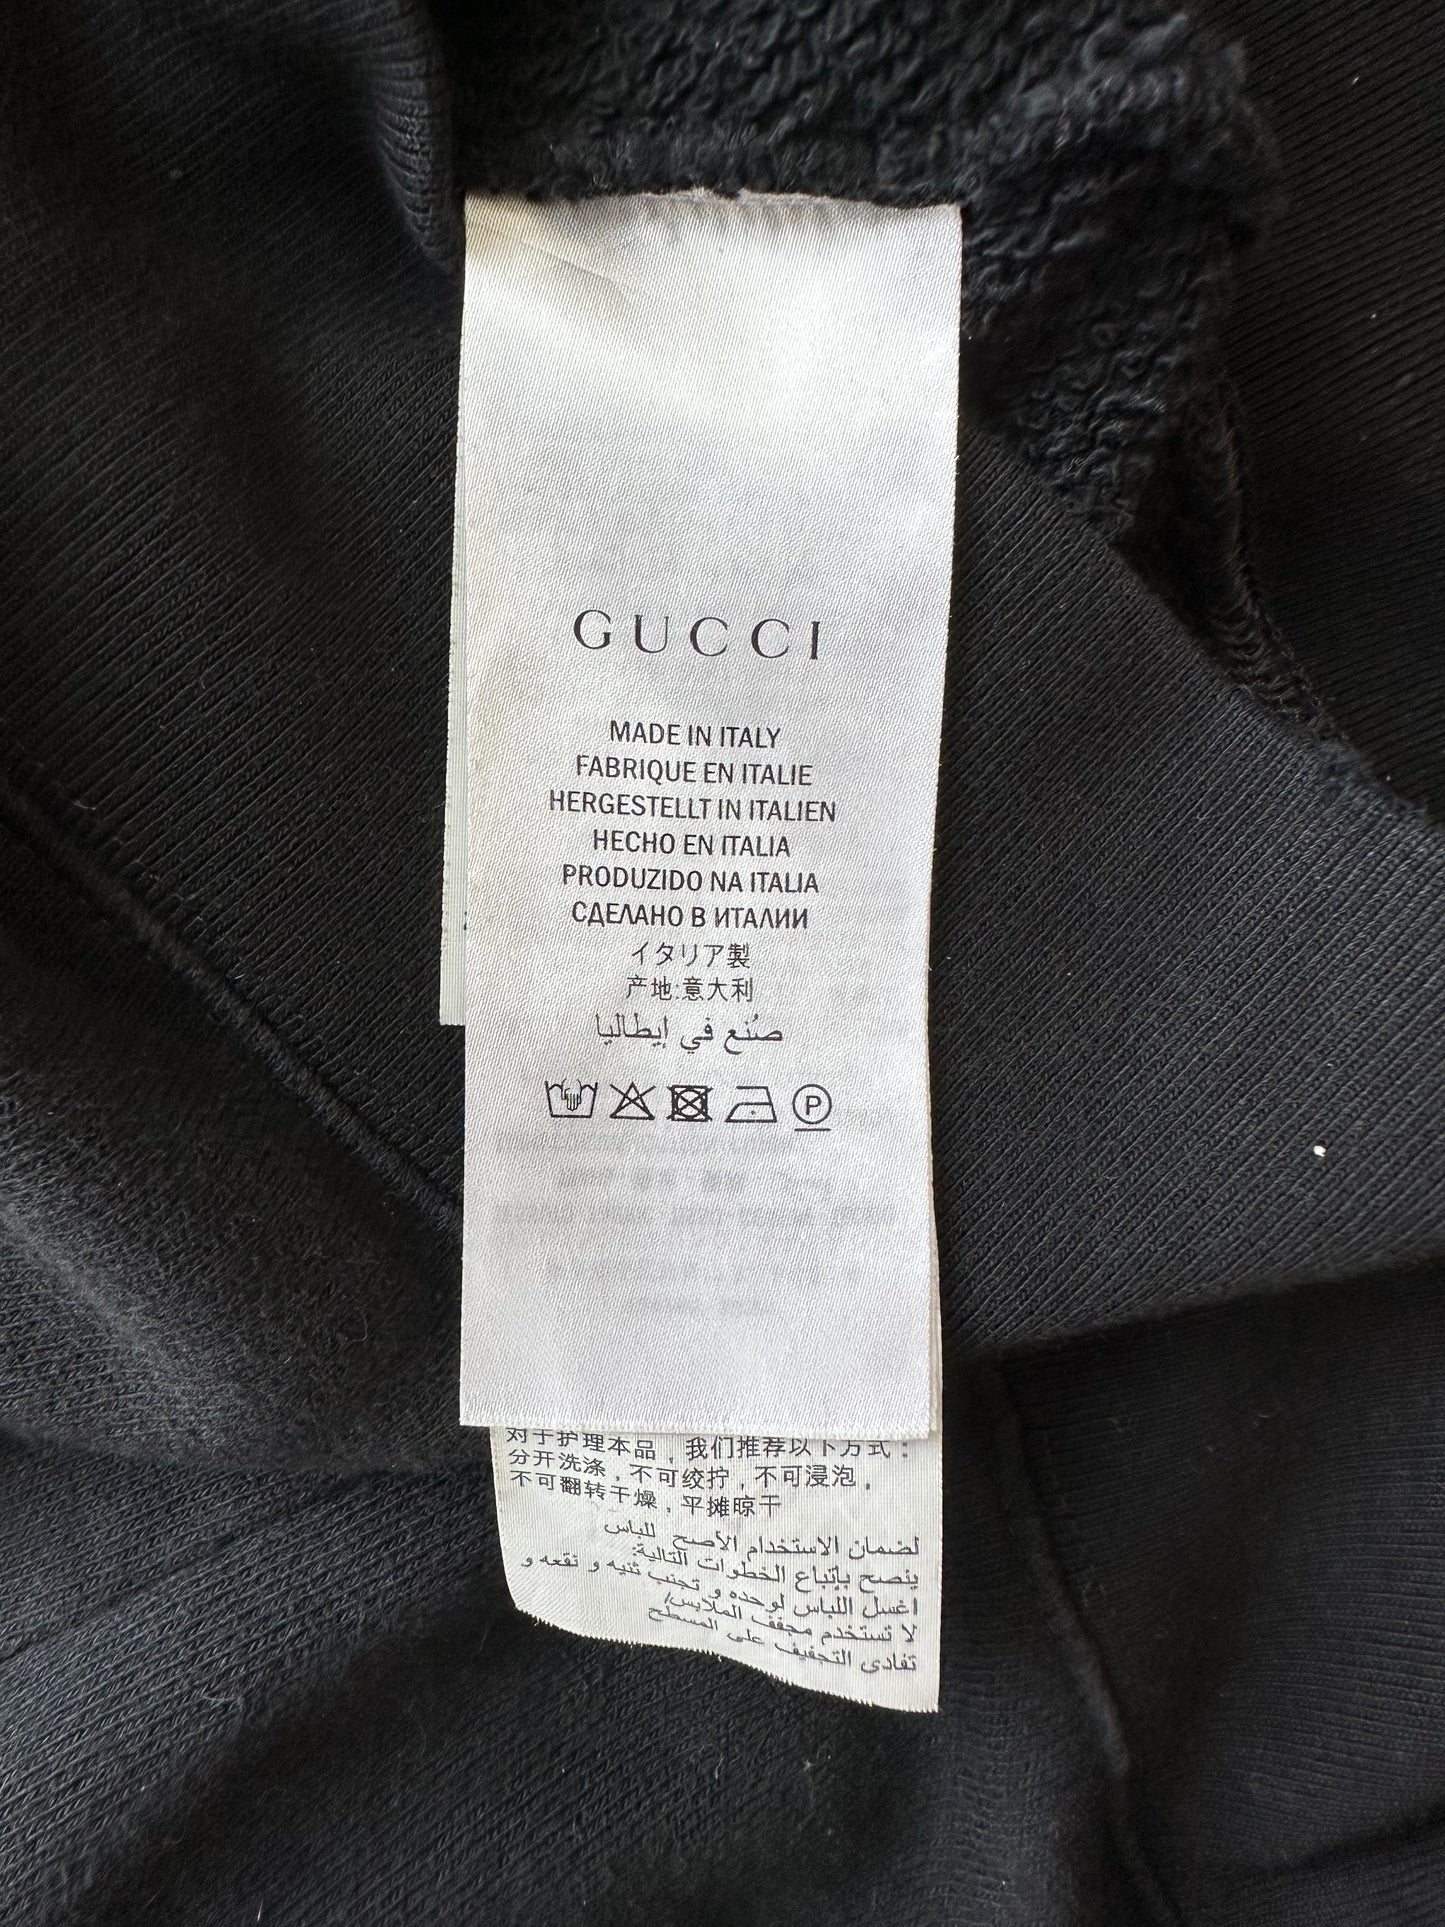 GUCCI
MADE IN ITALY
FABRIQUE EN ITALIE
HERGESTELLT IN ITALIEN
HECHO EN ITALIA
PRODUZIDO NA ITALIA
СДЕЛАНО В ИТАЛИИ
イタリア製
产地:意大利
صُنع في إيطاليا
P
对于护理本品，我们推荐以下方式：
分开洗涤，不可绞拧，不可浸泡，
不可翻转干燥，平摊晾干
لضمان الاستخدام الأصح للباس
ينصح بإتباع الخطوات التالية:
اغسل اللباس لوحده و تجنب ثنيه و نقعه و
لا تستخدم مجفف الملابس/
تفادى التجفيف على المسطح